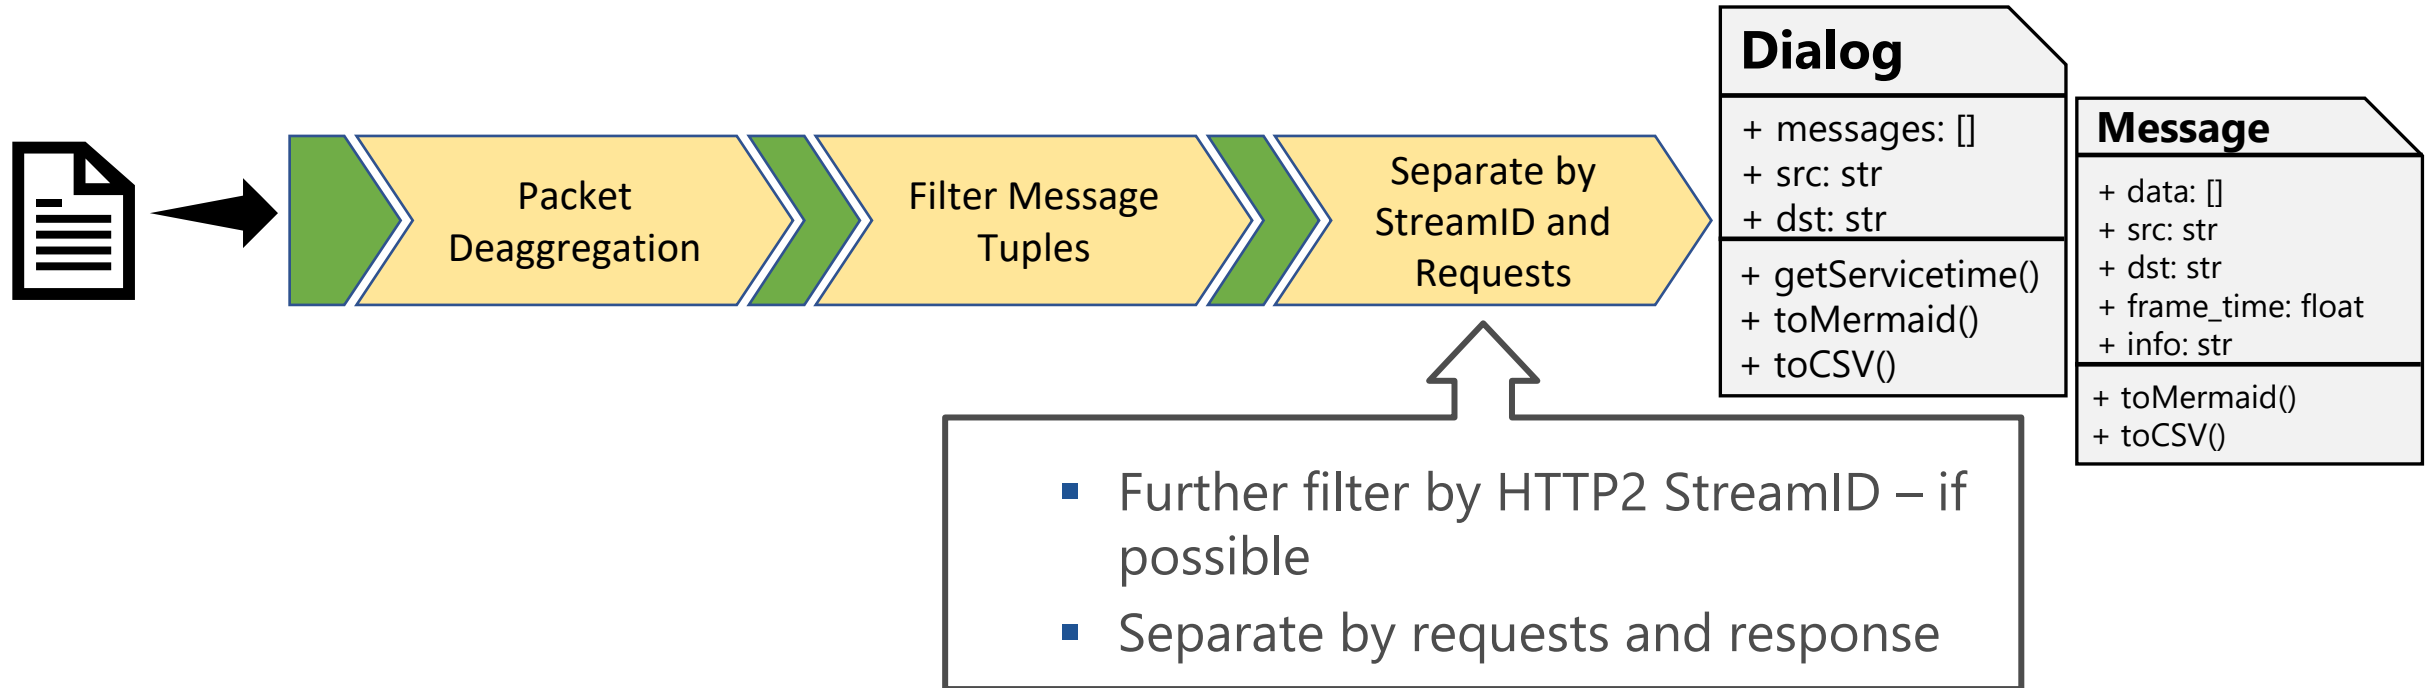 Packet
Deaggregation
Filter Message
Tuples
Separate by
StreamID and
Requests
Dialog
+ messages: []
+ src: str
+ dst: str
+ getServicetime()
+ toMermaid()
+ toCSV()
Message
+ data: []
+ src: str
+ dst: str
+ frame_time: float
+ info: str
+ toMermaid()
+ toCSV()
▪ Further filter by HTTP2 StreamID – if
possible
▪ Separate by requests and response